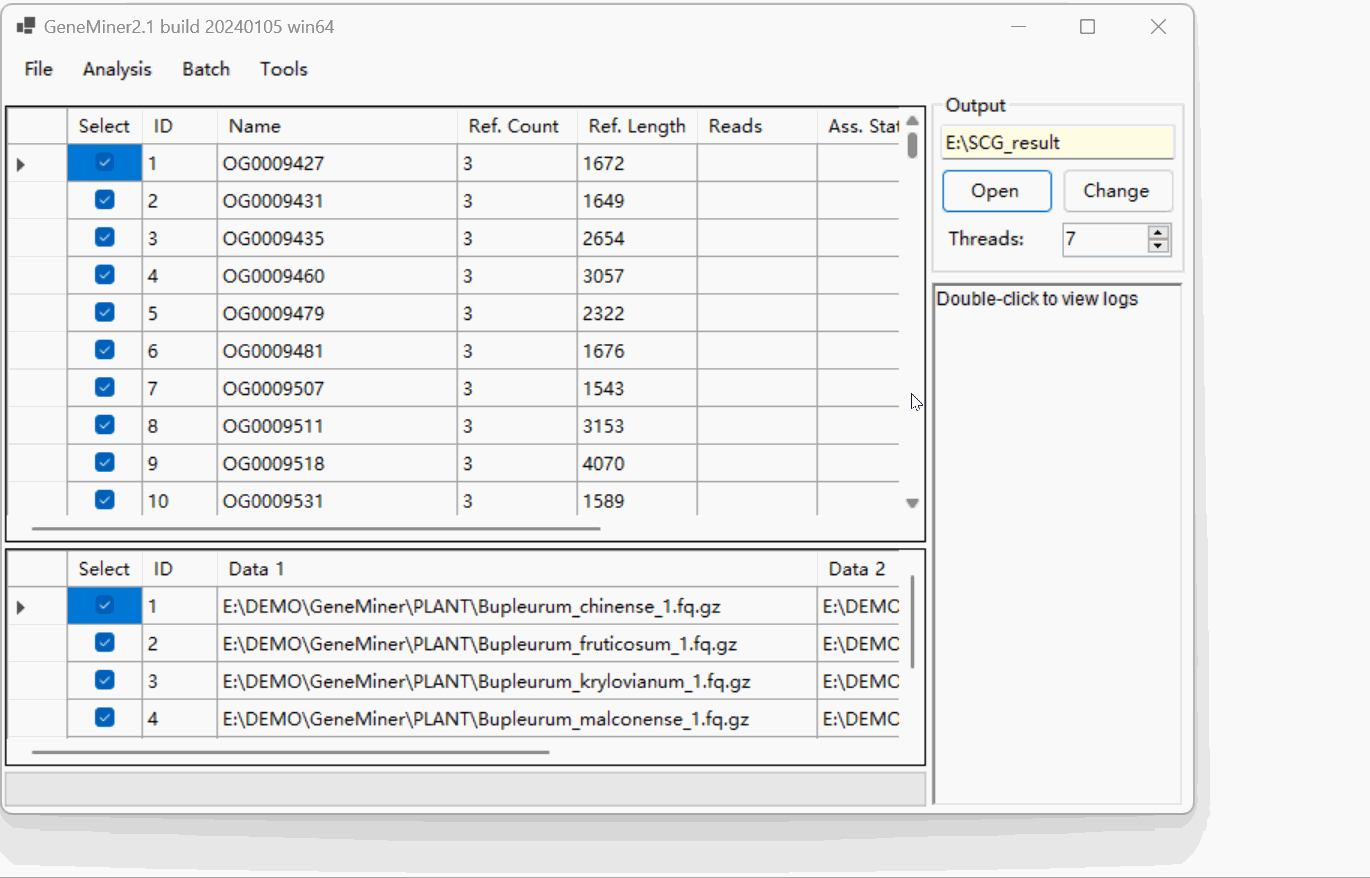 GeneMiner2.1 build 20240105 win64
File Analysis Batch Tools
Select ID Name Ref. Count Ref. Length Reads Ass. Stat
1 OG0009427 3 1672
2 OG0009431 3 1649
3 OG0009435 3 2654
4 OG0009460 3 3057
5 OG0009479 3 2322
6 OG0009481 3 1676
7 OG0009507 3 1543
8 OG0009511 3 3153
9 OG0009518 3 4070
10 OG0009531 3 1589
Select ID Data 1 Data 2
1 E:\DEMO\GeneMiner\PLANT\Bupleurum_chinense_1.fq.gz E:\DEMO
2 E:\DEMO\GeneMiner\PLANT\Bupleurum_fruticosum_1.fq.gz E:\DEMO
3 E:\DEMO\GeneMiner\PLANT\Bupleurum_krylovianum_1.fq.gz E:\DEMO
4 E:\DEMO\GeneMiner\PLANT\Bupleurum_malconense_1.fq.gz E:\DEMO
Output
E:\SCG_result
Open Change
Threads: 7
Double-click to view logs